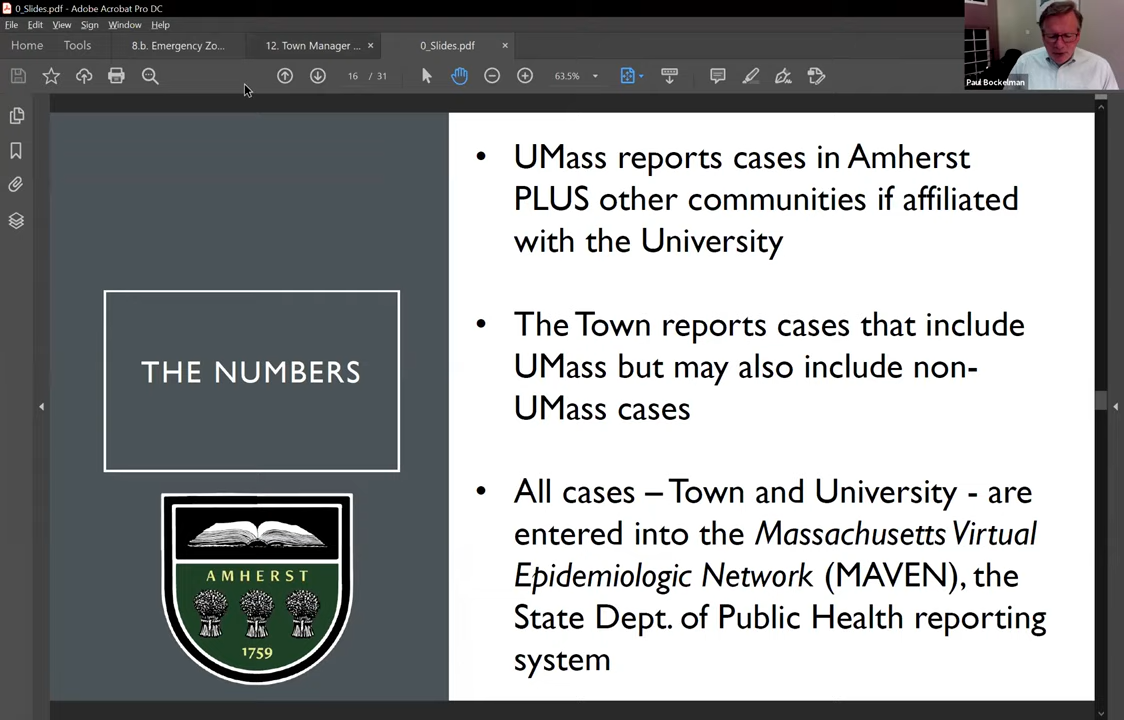 0_Slides.pdf - Adobe Acrobat Pro DC
File Edit View Sign Window Help
Home Tools 8.b. Emergency Zo... 12. Town Manager ... × 0_Slides.pdf ×
16 / 31 63.5%
Paul Bockelman
THE NUMBERS
AMHERST
1759
• UMass reports cases in Amherst
PLUS other communities if affiliated
with the University
• The Town reports cases that include
UMass but may also include non-
UMass cases
• All cases – Town and University - are
entered into the Massachusetts Virtual
Epidemiologic Network (MAVEN), the
State Dept. of Public Health reporting
system